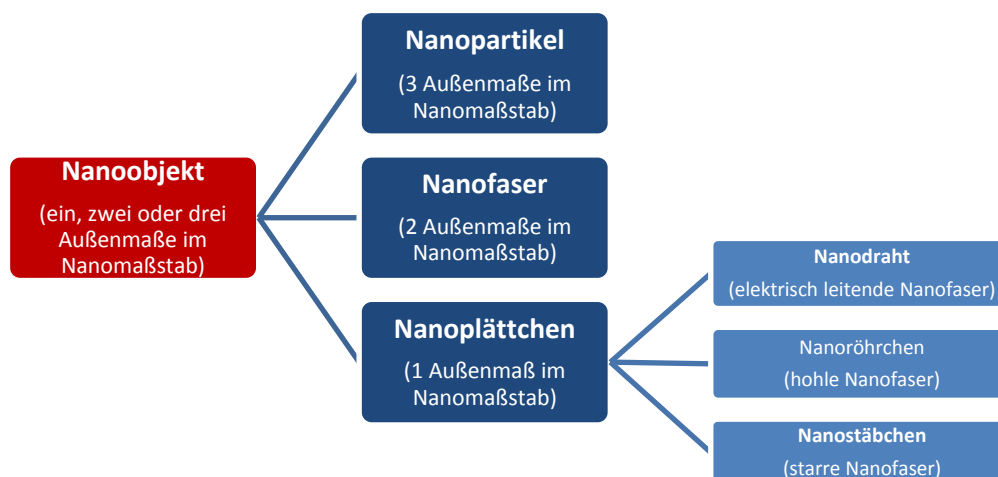 Nanopartikel
(3 Außenmaße im
Nanomaßstab)
Nanoobjekt
(ein, zwei oder drei
Außenmaße im
Nanomaßstab)
Nanofaser
(2 Außenmaße im
Nanomaßstab)
Nanoplättchen
(1 Außenmaß im
Nanomaßstab)
Nanodraht
(elektrisch leitende Nanofaser)
Nanoröhrchen
(hohle Nanofaser)
Nanostäbchen
(starre Nanofaser)